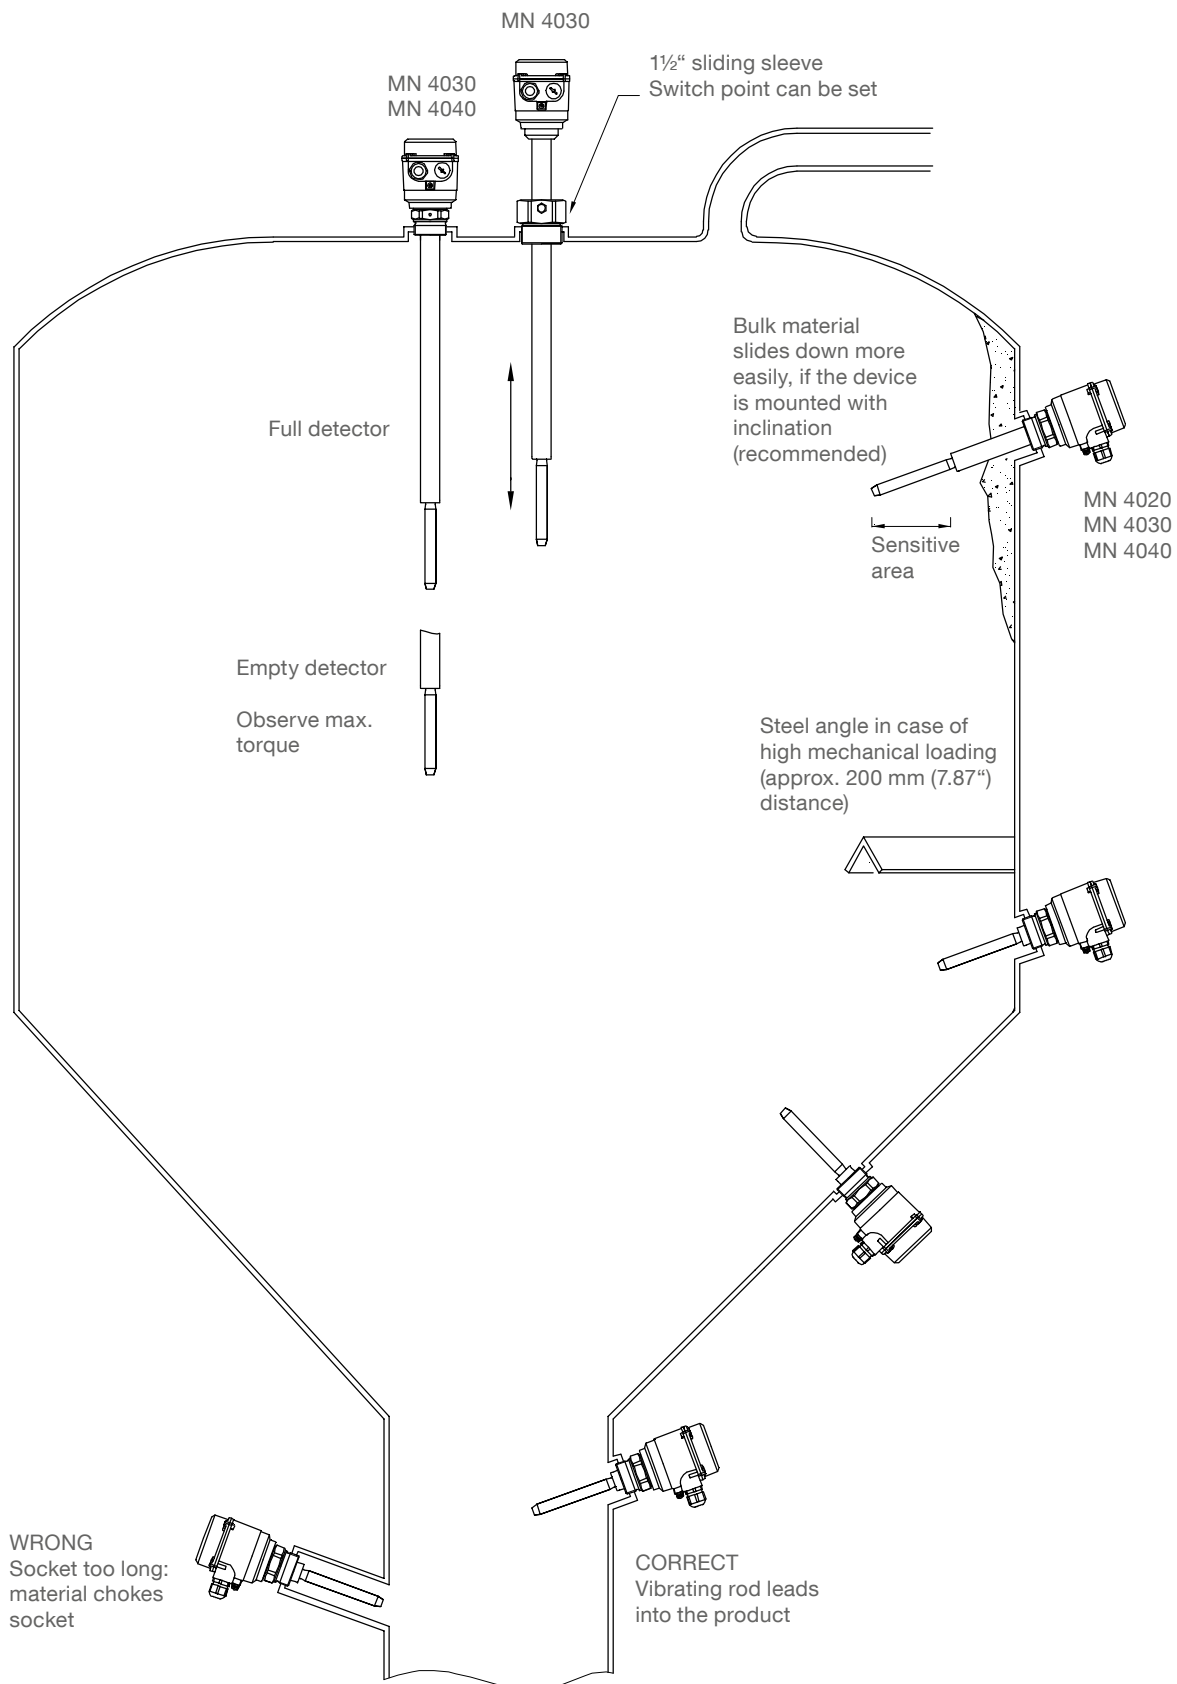 MN 4030
1½“ sliding sleeve
Switch point can be set
MN 4030
MN 4040
Bulk material
slides down more
easily, if the device
is mounted with
inclination
(recommended)
Full detector
MN 4020
MN 4030
MN 4040
Sensitive
area
Empty detector
Observe max.
torque
Steel angle in case of
high mechanical loading
(approx. 200 mm (7.87“)
distance)
WRONG
Socket too long:
material chokes
socket
CORRECT
Vibrating rod leads
into the product